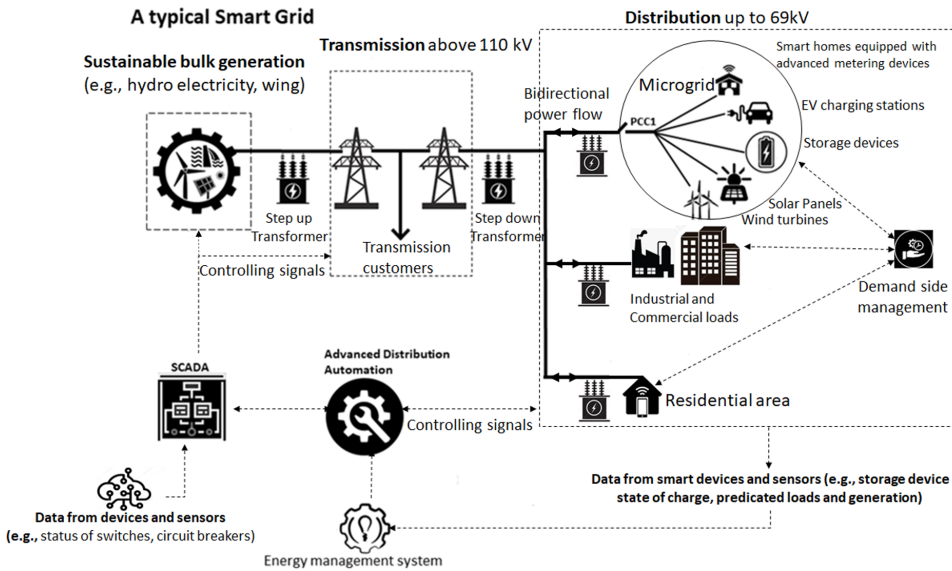 A typical Smart Grid
Distribution up to 69kV
Transmission above 110 kV
Sustainable bulk generation
(e.g., hydro electricity, wing)
Smart homes equipped with
advanced metering devices
Microgrid
Bidirectional
power flow
PCC1
EV charging stations
Storage devices
Solar Panels
Wind turbines
Step up
Transformer
Transmission
customers
Step down
Transformer
Controlling signals
Industrial and
Commercial loads
Demand side
management
Advanced Distribution
Automation
SCADA
Residential area
Controlling signals
Data from smart devices and sensors (e.g., storage device
state of charge, predicated loads and generation)
Data from devices and sensors
(e.g., status of switches, circuit breakers)
Energy management system